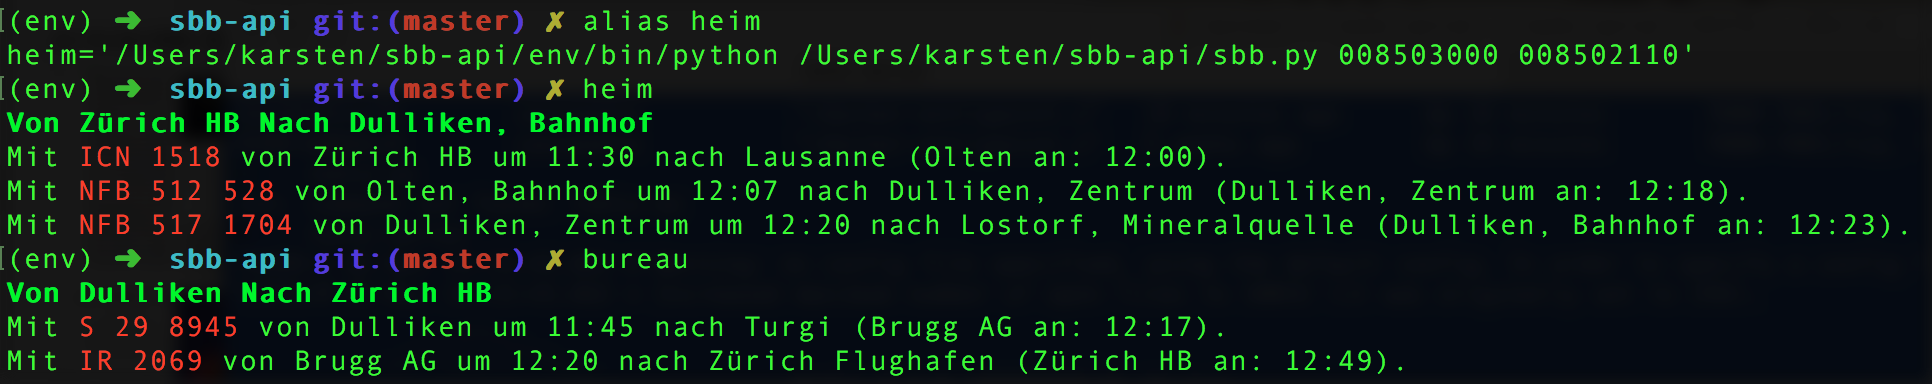 (env) ➜ sbb-api git:(master) ✗ alias heim
heim='/Users/karsten/sbb-api/env/bin/python /Users/karsten/sbb-api/sbb.py 008503000 008502110'
(env) ➜ sbb-api git:(master) ✗ heim
Von Zürich HB Nach Dulliken, Bahnhof
Mit ICN 1518 von Zürich HB um 11:30 nach Lausanne (Olten an: 12:00).
Mit NFB 512 528 von Olten, Bahnhof um 12:07 nach Dulliken, Zentrum (Dulliken, Zentrum an: 12:18).
Mit NFB 517 1704 von Dulliken, Zentrum um 12:20 nach Lostorf, Mineralquelle (Dulliken, Bahnhof an: 12:23).
(env) ➜ sbb-api git:(master) ✗ bureau
Von Dulliken Nach Zürich HB
Mit S 29 8945 von Dulliken um 11:45 nach Turgi (Brugg AG an: 12:17).
Mit IR 2069 von Brugg AG um 12:20 nach Zürich Flughafen (Zürich HB an: 12:49).